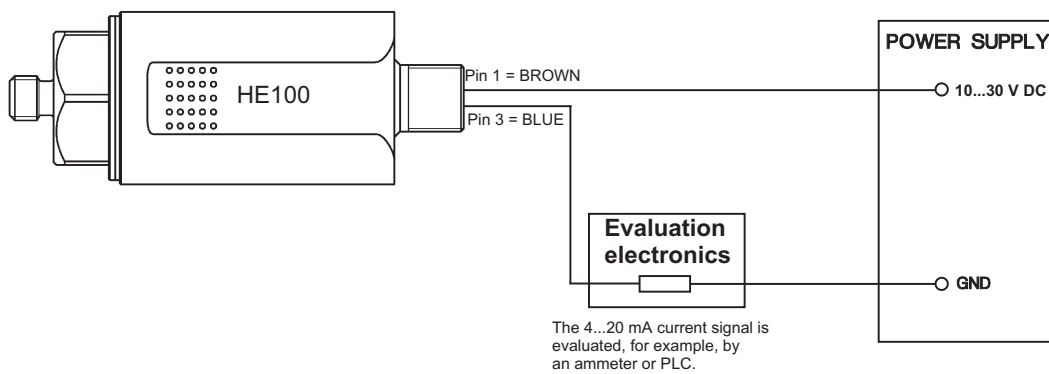 POWER SUPPLY
Pin 1 = BROWN
10...30 V DC
HE100
Pin 3 = BLUE
Evaluation
electronics
GND
The 4...20 mA current signal is
evaluated, for example, by
an ammeter or PLC.